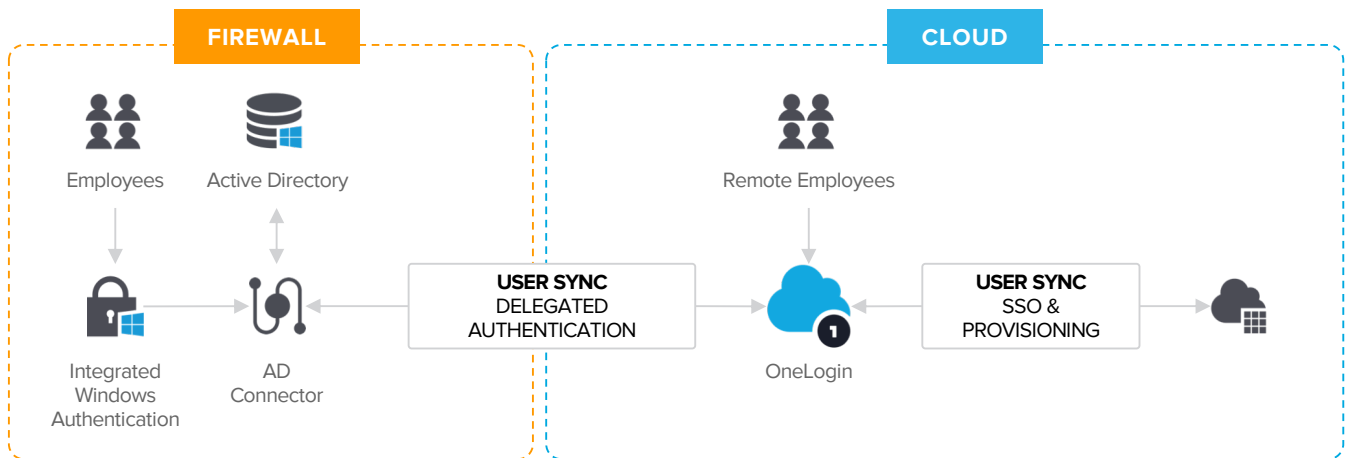 FIREWALL
CLOUD
Employees
Active Directory
Remote Employees
USER SYNC
DELEGATED
AUTHENTICATION
USER SYNC
SSO &
PROVISIONING
1
Integrated
Windows
Authentication
AD
Connector
OneLogin